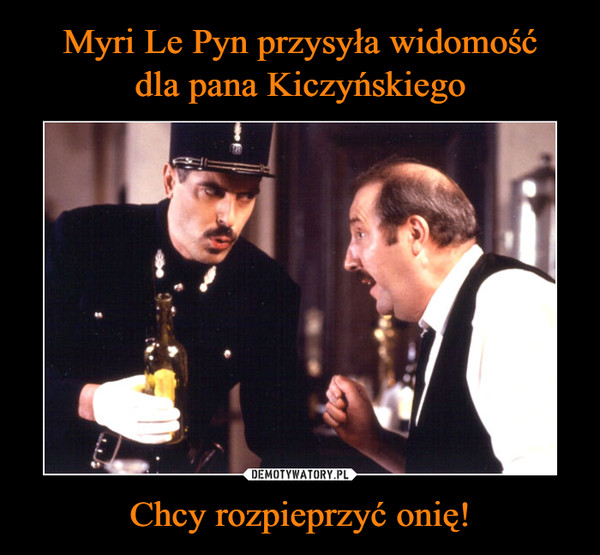 Myri Le Pyn przysyła widomość
dla pana Kiczyńskiego
DEMOTYWATORY.PL
Chcy rozpieprzyć onię!